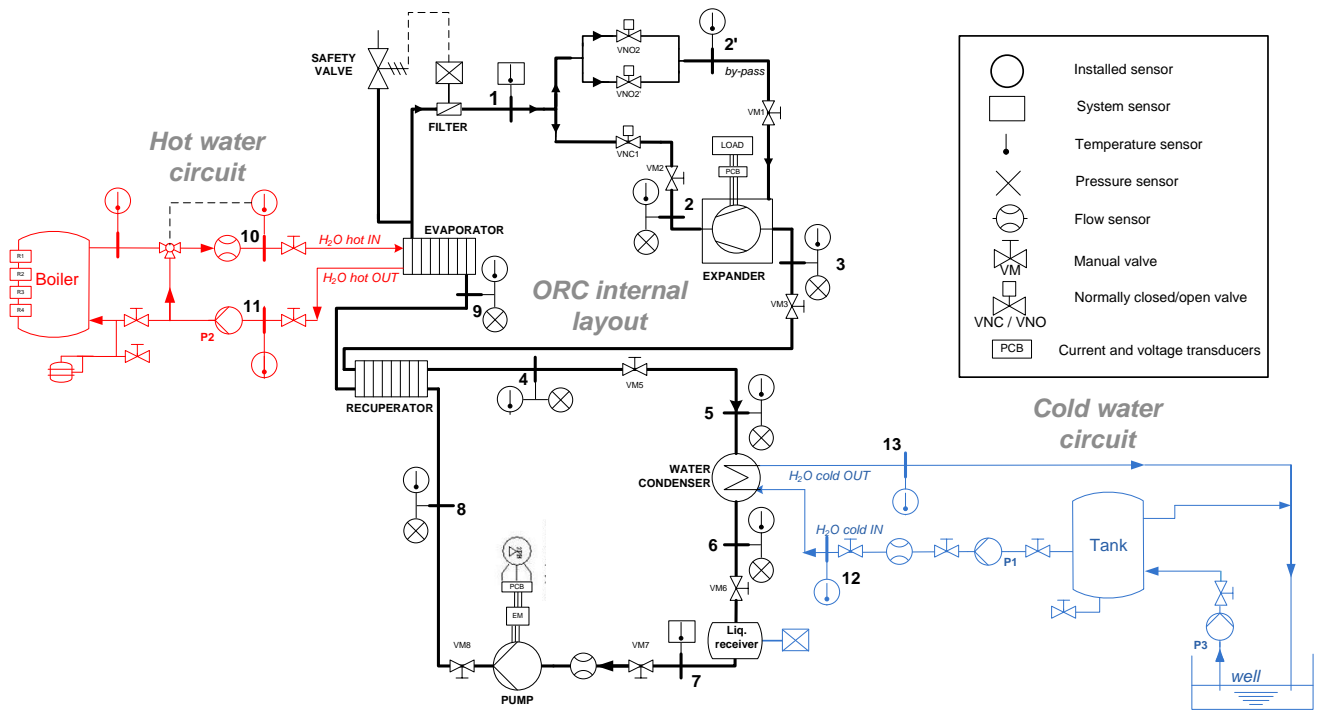 SAFETY
VALVE
FILTER
1
VNO2
VNO2'
2'
by-pass
VM1
VNC1
VM2
LOAD
PCB
2
EXPANDER
3
VM3
Hot water
circuit
10
H₂O hot IN
EVAPORATOR
H₂O hot OUT
Boiler
R1
R2
R3
R4
11
P2
9
ORC internal
layout
RECUPERATOR
4
VM5
5
WATER
CONDENSER
8
6
VM6
Liq.
receiver
7
VM7
PCB
EM
VM8
PUMP
Installed sensor
System sensor
Temperature sensor
Pressure sensor
Flow sensor
VM
Manual valve
VNC / VNO
Normally closed/open valve
PCB
Current and voltage transducers
Cold water
circuit
13
H₂O cold OUT
H₂O cold IN
12
P1
Tank
P3
well